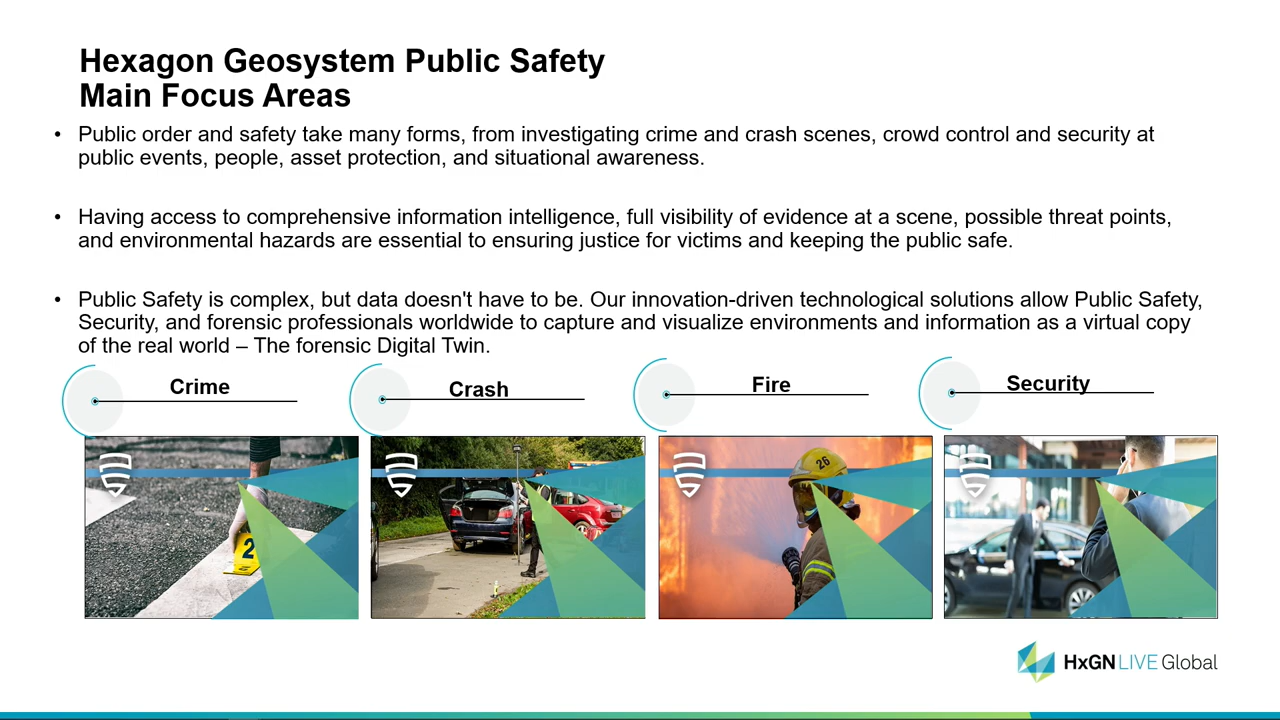 Hexagon Geosystem Public Safety
Main Focus Areas
• Public order and safety take many forms, from investigating crime and crash scenes, crowd control and security at
public events, people, asset protection, and situational awareness.
• Having access to comprehensive information intelligence, full visibility of evidence at a scene, possible threat points,
and environmental hazards are essential to ensuring justice for victims and keeping the public safe.
• Public Safety is complex, but data doesn't have to be. Our innovation-driven technological solutions allow Public Safety,
Security, and forensic professionals worldwide to capture and visualize environments and information as a virtual copy
of the real world – The forensic Digital Twin.
Crime
Crash
Fire
Security
2
26
HxGN LIVE Global